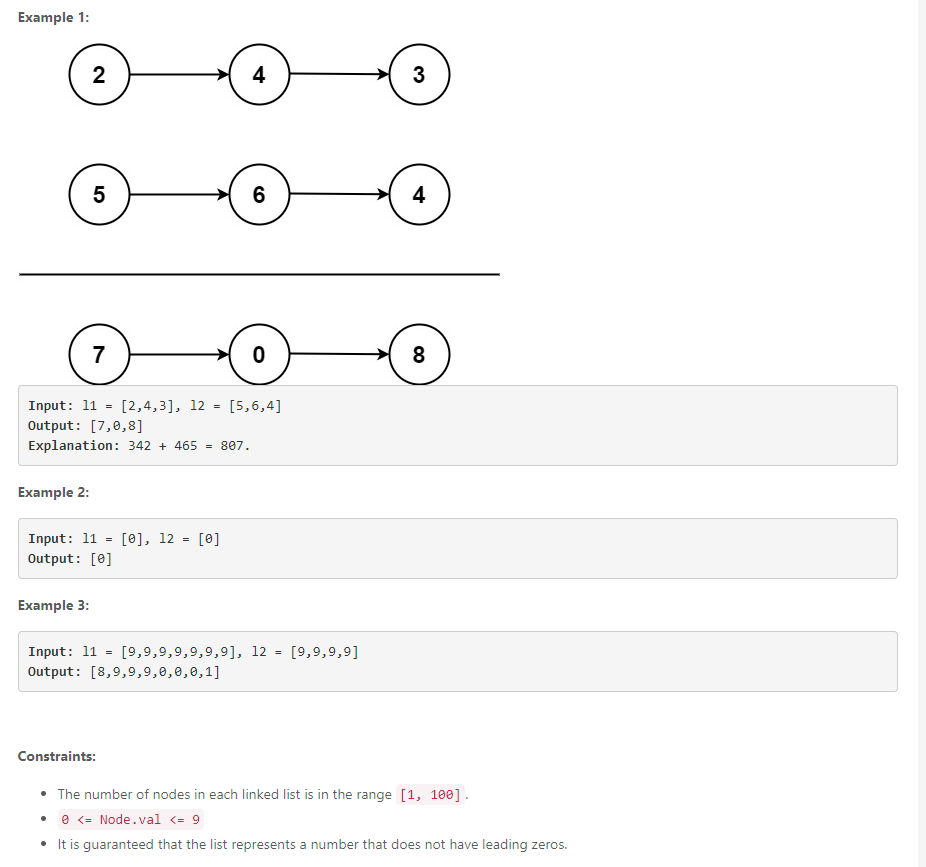 Example 1:
2 4 3
5 6 4
7 0 8
Input: l1 = [2,4,3], l2 = [5,6,4]
Output: [7,0,8]
Explanation: 342 + 465 = 807.
Example 2:
Input: l1 = [0], l2 = [0]
Output: [0]
Example 3:
Input: l1 = [9,9,9,9,9,9,9], l2 = [9,9,9,9]
Output: [8,9,9,9,0,0,0,1]
Constraints:
• The number of nodes in each linked list is in the range [1, 100].
• 0 <= Node.val <= 9
• It is guaranteed that the list represents a number that does not have leading zeros.